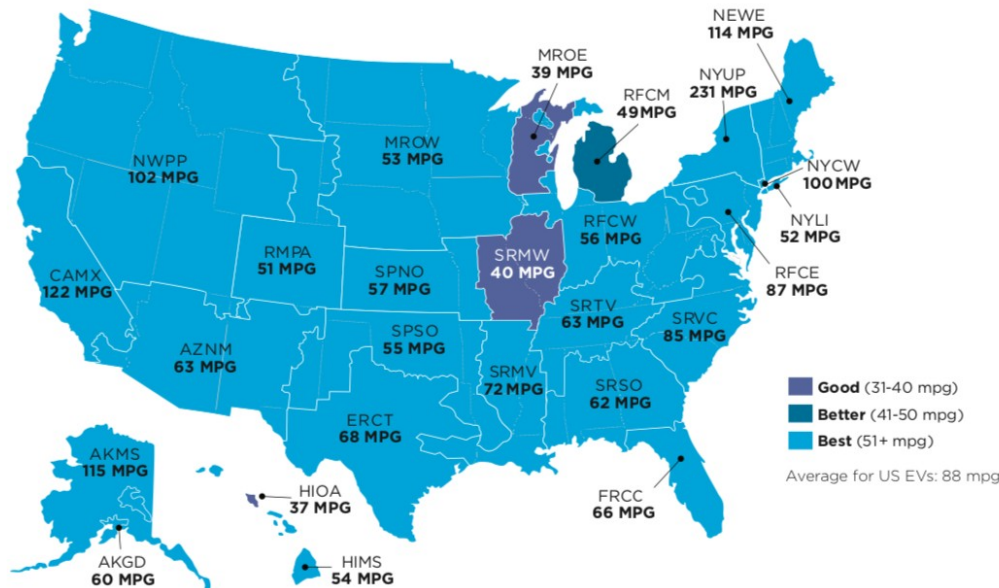 NEWE
114 MPG
MROE
39 MPG
NYUP
231 MPG
RFCM
49 MPG
MROW
53 MPG
NWPP
102 MPG
NYCW
100 MPG
NYLI
52 MPG
RFCW
56 MPG
RMPA
51 MPG
SRMW
40 MPG
RFCE
87 MPG
SPNO
57 MPG
CAMX
122 MPG
SRTV
63 MPG
SRVC
85 MPG
AZNM
63 MPG
SPSO
55 MPG
SRMV
72 MPG
SRSO
62 MPG
ERCT
68 MPG
Good (31-40 mpg)
Better (41-50 mpg)
Best (51+ mpg)
Average for US EVs: 88 mpg
AKMS
115 MPG
HIOA
37 MPG
FRCC
66 MPG
AKGD
60 MPG
HIMS
54 MPG